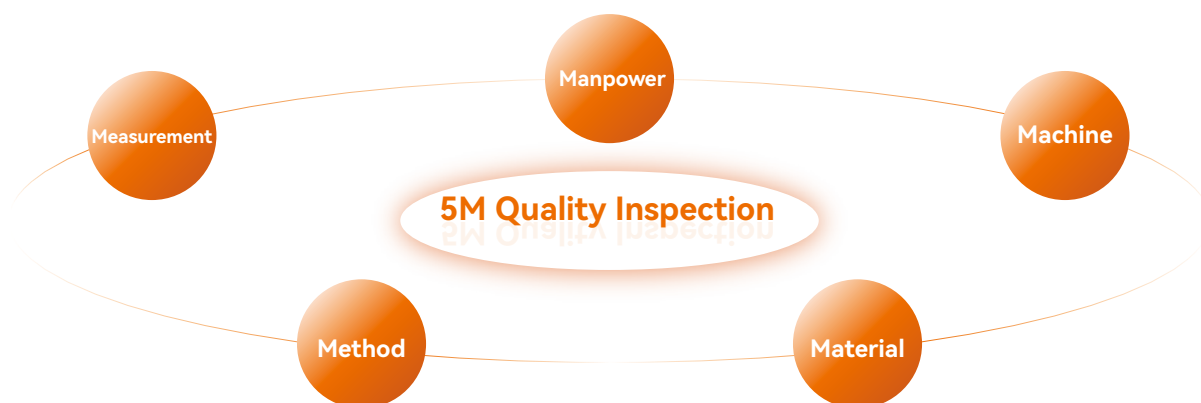 Manpower
Measurement
Machine
5M Quality Inspection
Method
Material